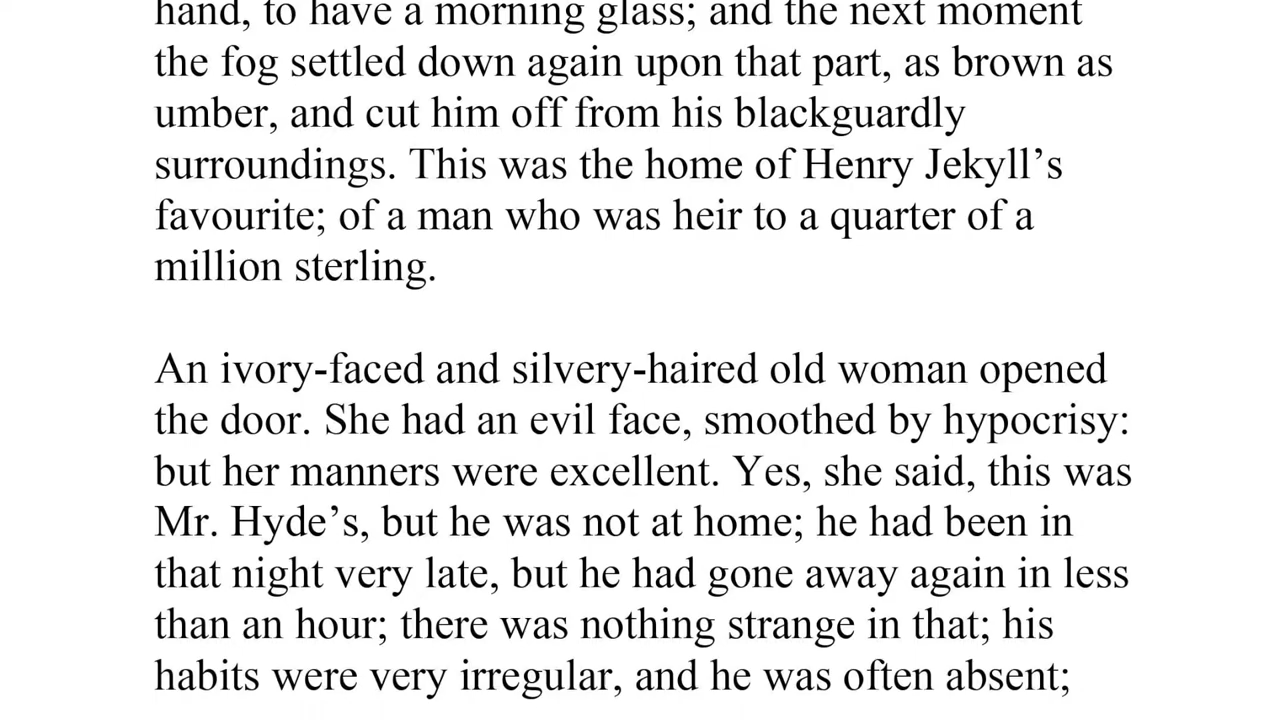 hand, to have a morning glass; and the next moment
the fog settled down again upon that part, as brown as
umber, and cut him off from his blackguardly
surroundings. This was the home of Henry Jekyll’s
favourite; of a man who was heir to a quarter of a
million sterling.
An ivory-faced and silvery-haired old woman opened
the door. She had an evil face, smoothed by hypocrisy:
but her manners were excellent. Yes, she said, this was
Mr. Hyde’s, but he was not at home; he had been in
that night very late, but he had gone away again in less
than an hour; there was nothing strange in that; his
habits were very irregular, and he was often absent;